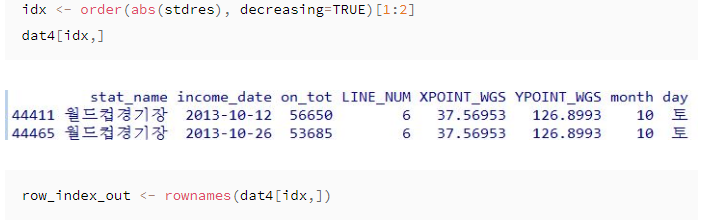 idx <- order(abs(stdres), decreasing=TRUE)[1:2]
dat4[idx,]
stat_name income_date on_tot LINE_NUM XPOINT_WGS YPOINT_WGS month day
44411 월드컵경기장 2013-10-12 56650 6 37.56953 126.8993 10 토
44465 월드컵경기장 2013-10-26 53685 6 37.56953 126.8993 10 토
row_index_out <- rownames(dat4[idx,])